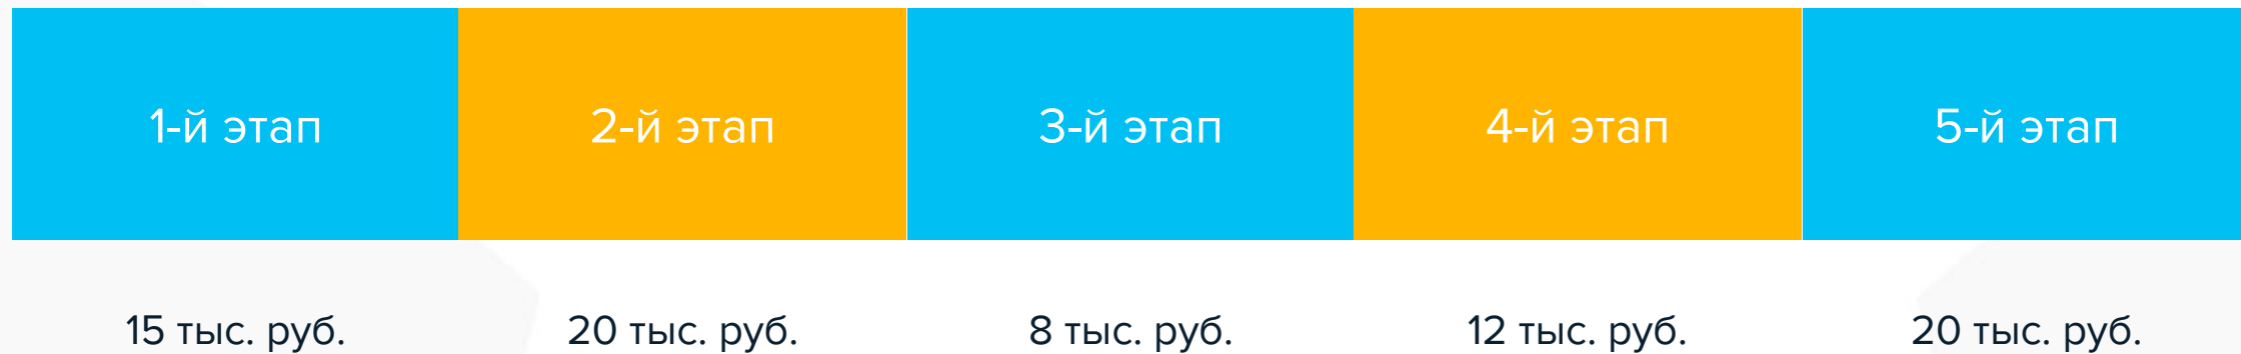 1-й этап
2-й этап
3-й этап
4-й этап
5-й этап
15 тыс. руб.
20 тыс. руб.
8 тыс. руб.
12 тыс. руб.
20 тыс. руб.